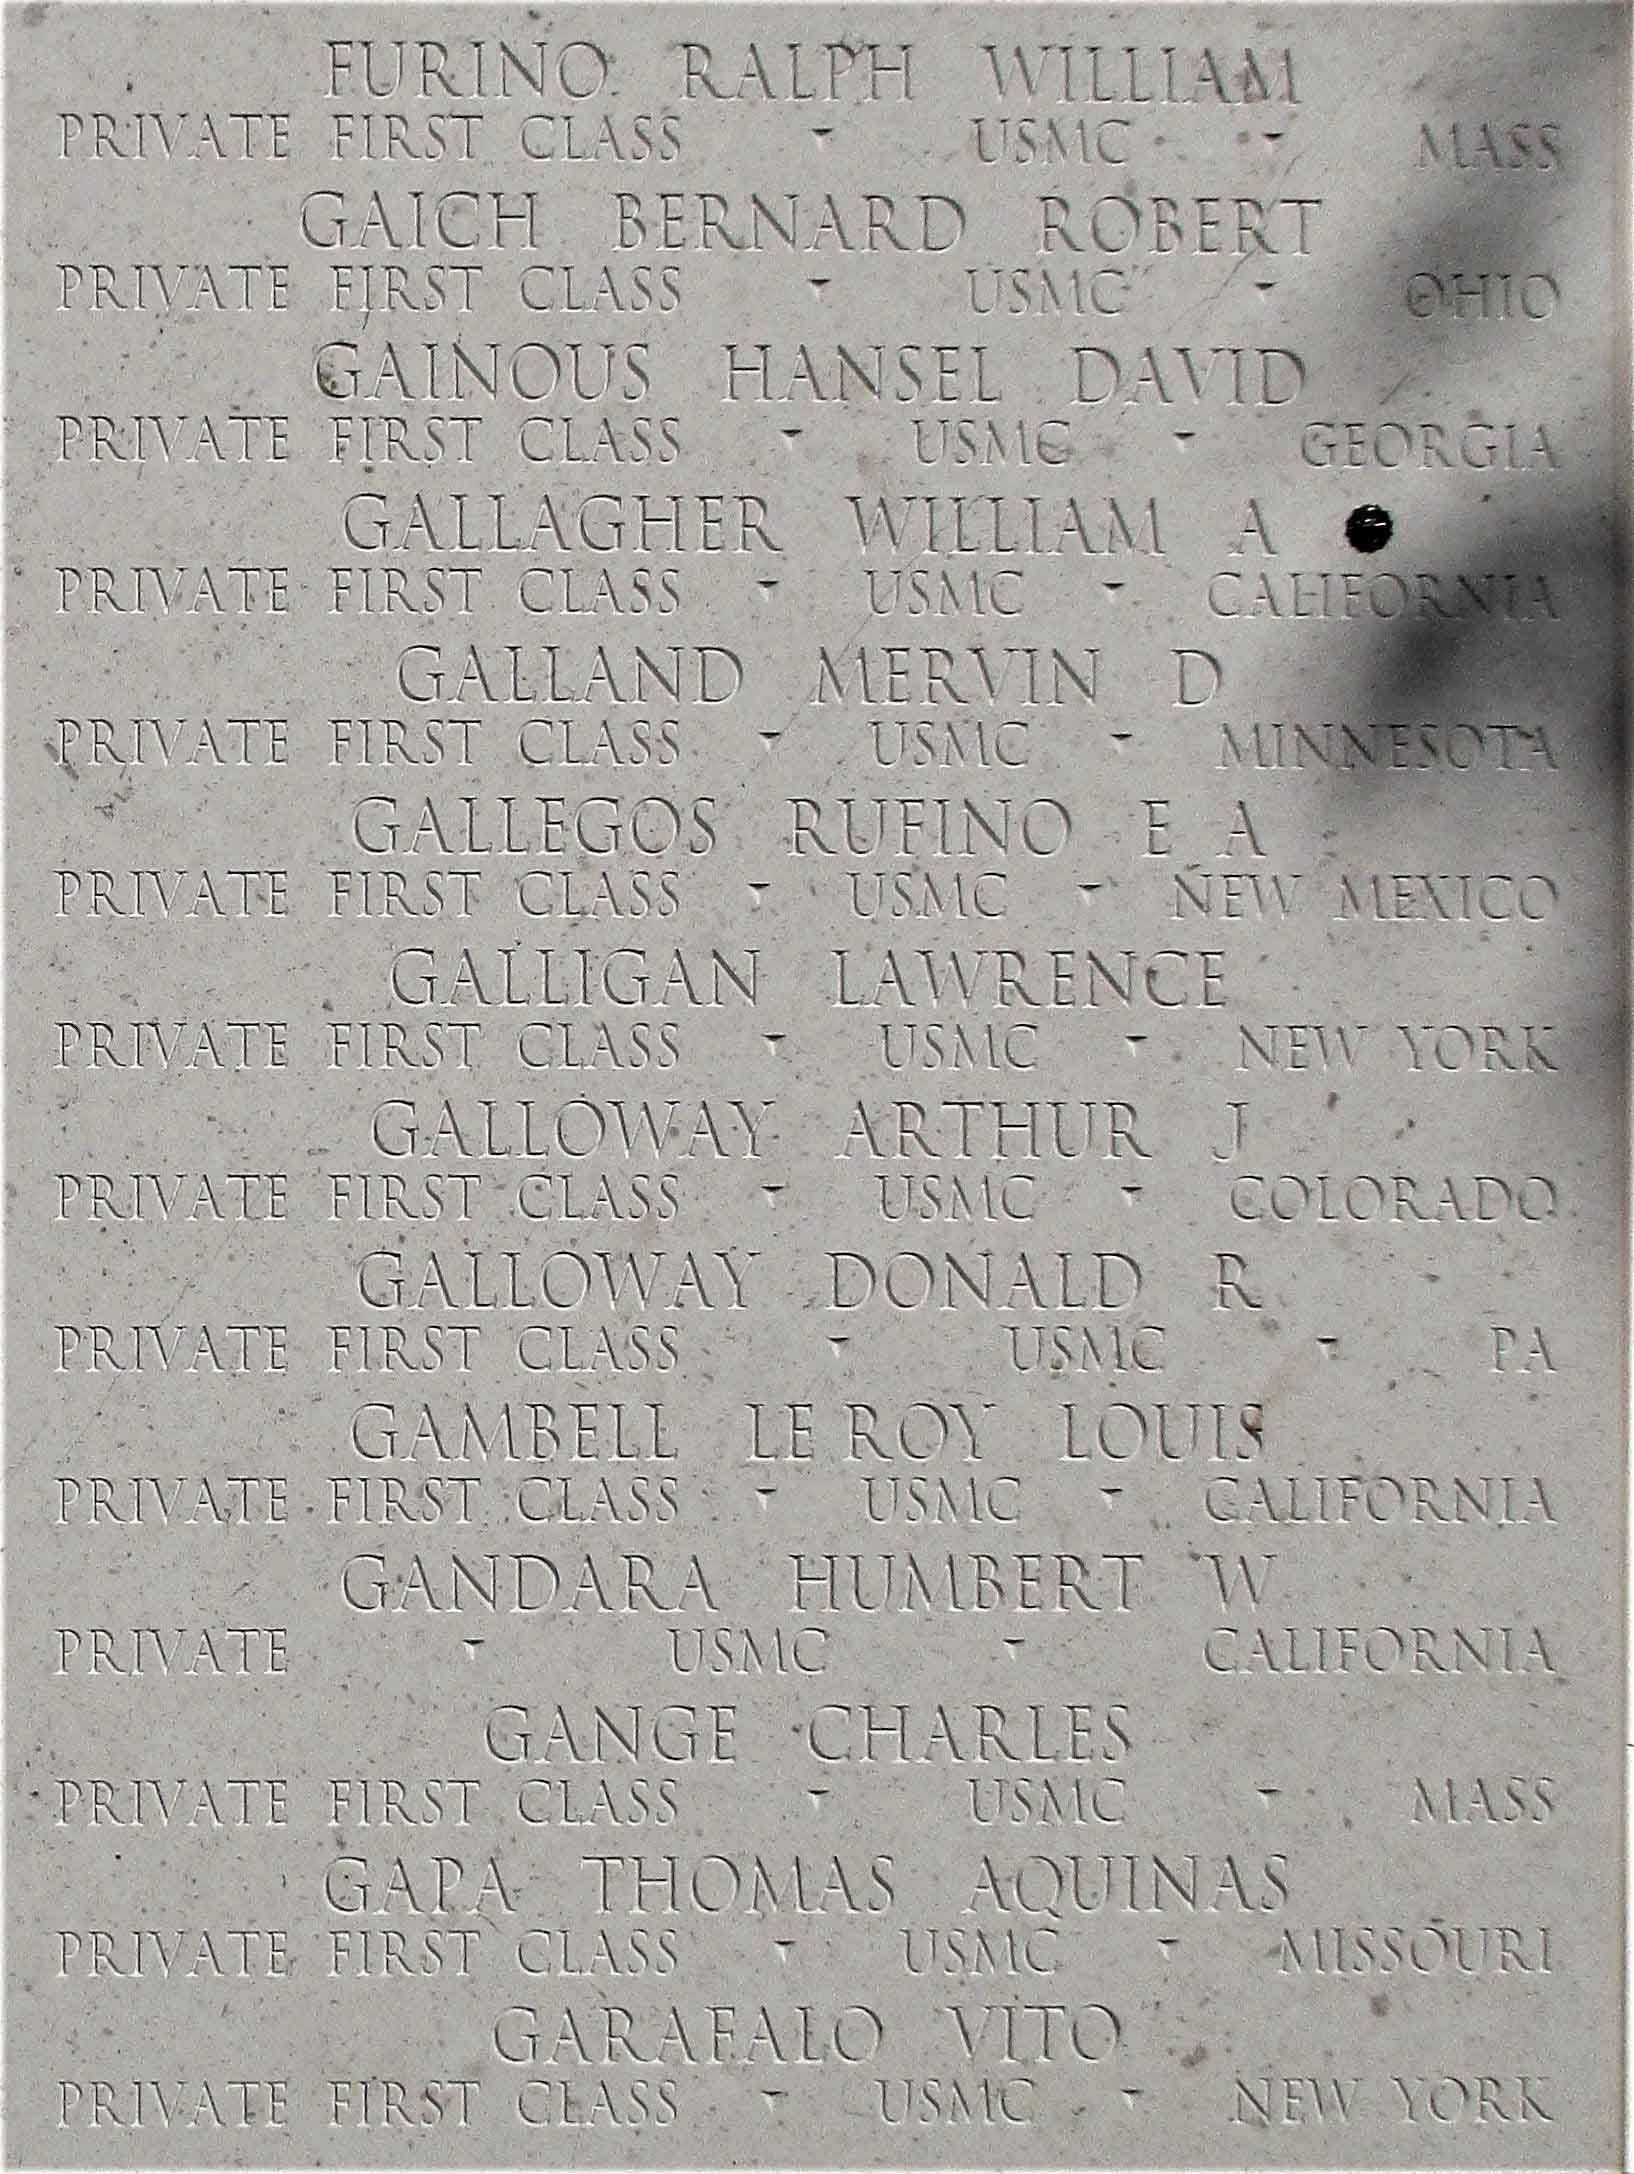 FURINO RALPH WILLIAM
PRIVATE FIRST CLASS ▾ USMC ▾ MASS
GAICH BERNARD ROBERT
PRIVATE FIRST CLASS ▾ USMC ▾ OHIO
GAINOUS HANSEL DAVID
PRIVATE FIRST CLASS ▾ USMC ▾ GEORGIA
GALLAGHER WILLIAM A
PRIVATE FIRST CLASS ▾ USMC ▾ CALIFORNIA
GALLAND MERVIN D
PRIVATE FIRST CLASS ▾ USMC ▾ MINNESOTA
GALLEGOS RUFINO E A
PRIVATE FIRST CLASS ▾ USMC ▾ NEW MEXICO
GALLIGAN LAWRENCE
PRIVATE FIRST CLASS ▾ USMC ▾ NEW YORK
GALLOWAY ARTHUR J
PRIVATE FIRST CLASS ▾ USMC ▾ COLORADO
GALLOWAY DONALD R
PRIVATE FIRST CLASS ▾ USMC ▾ PA
GAMBELL LE ROY LOUIS
PRIVATE FIRST CLASS ▾ USMC ▾ CALIFORNIA
GANDARA HUMBERT W
PRIVATE ▾ USMC ▾ CALIFORNIA
GANGE CHARLES
PRIVATE FIRST CLASS ▾ USMC ▾ MASS
GAPA THOMAS AQUINAS
PRIVATE FIRST CLASS ▾ USMC ▾ MISSOURI
GARAFALO VITO
PRIVATE FIRST CLASS ▾ USMC ▾ NEW YORK